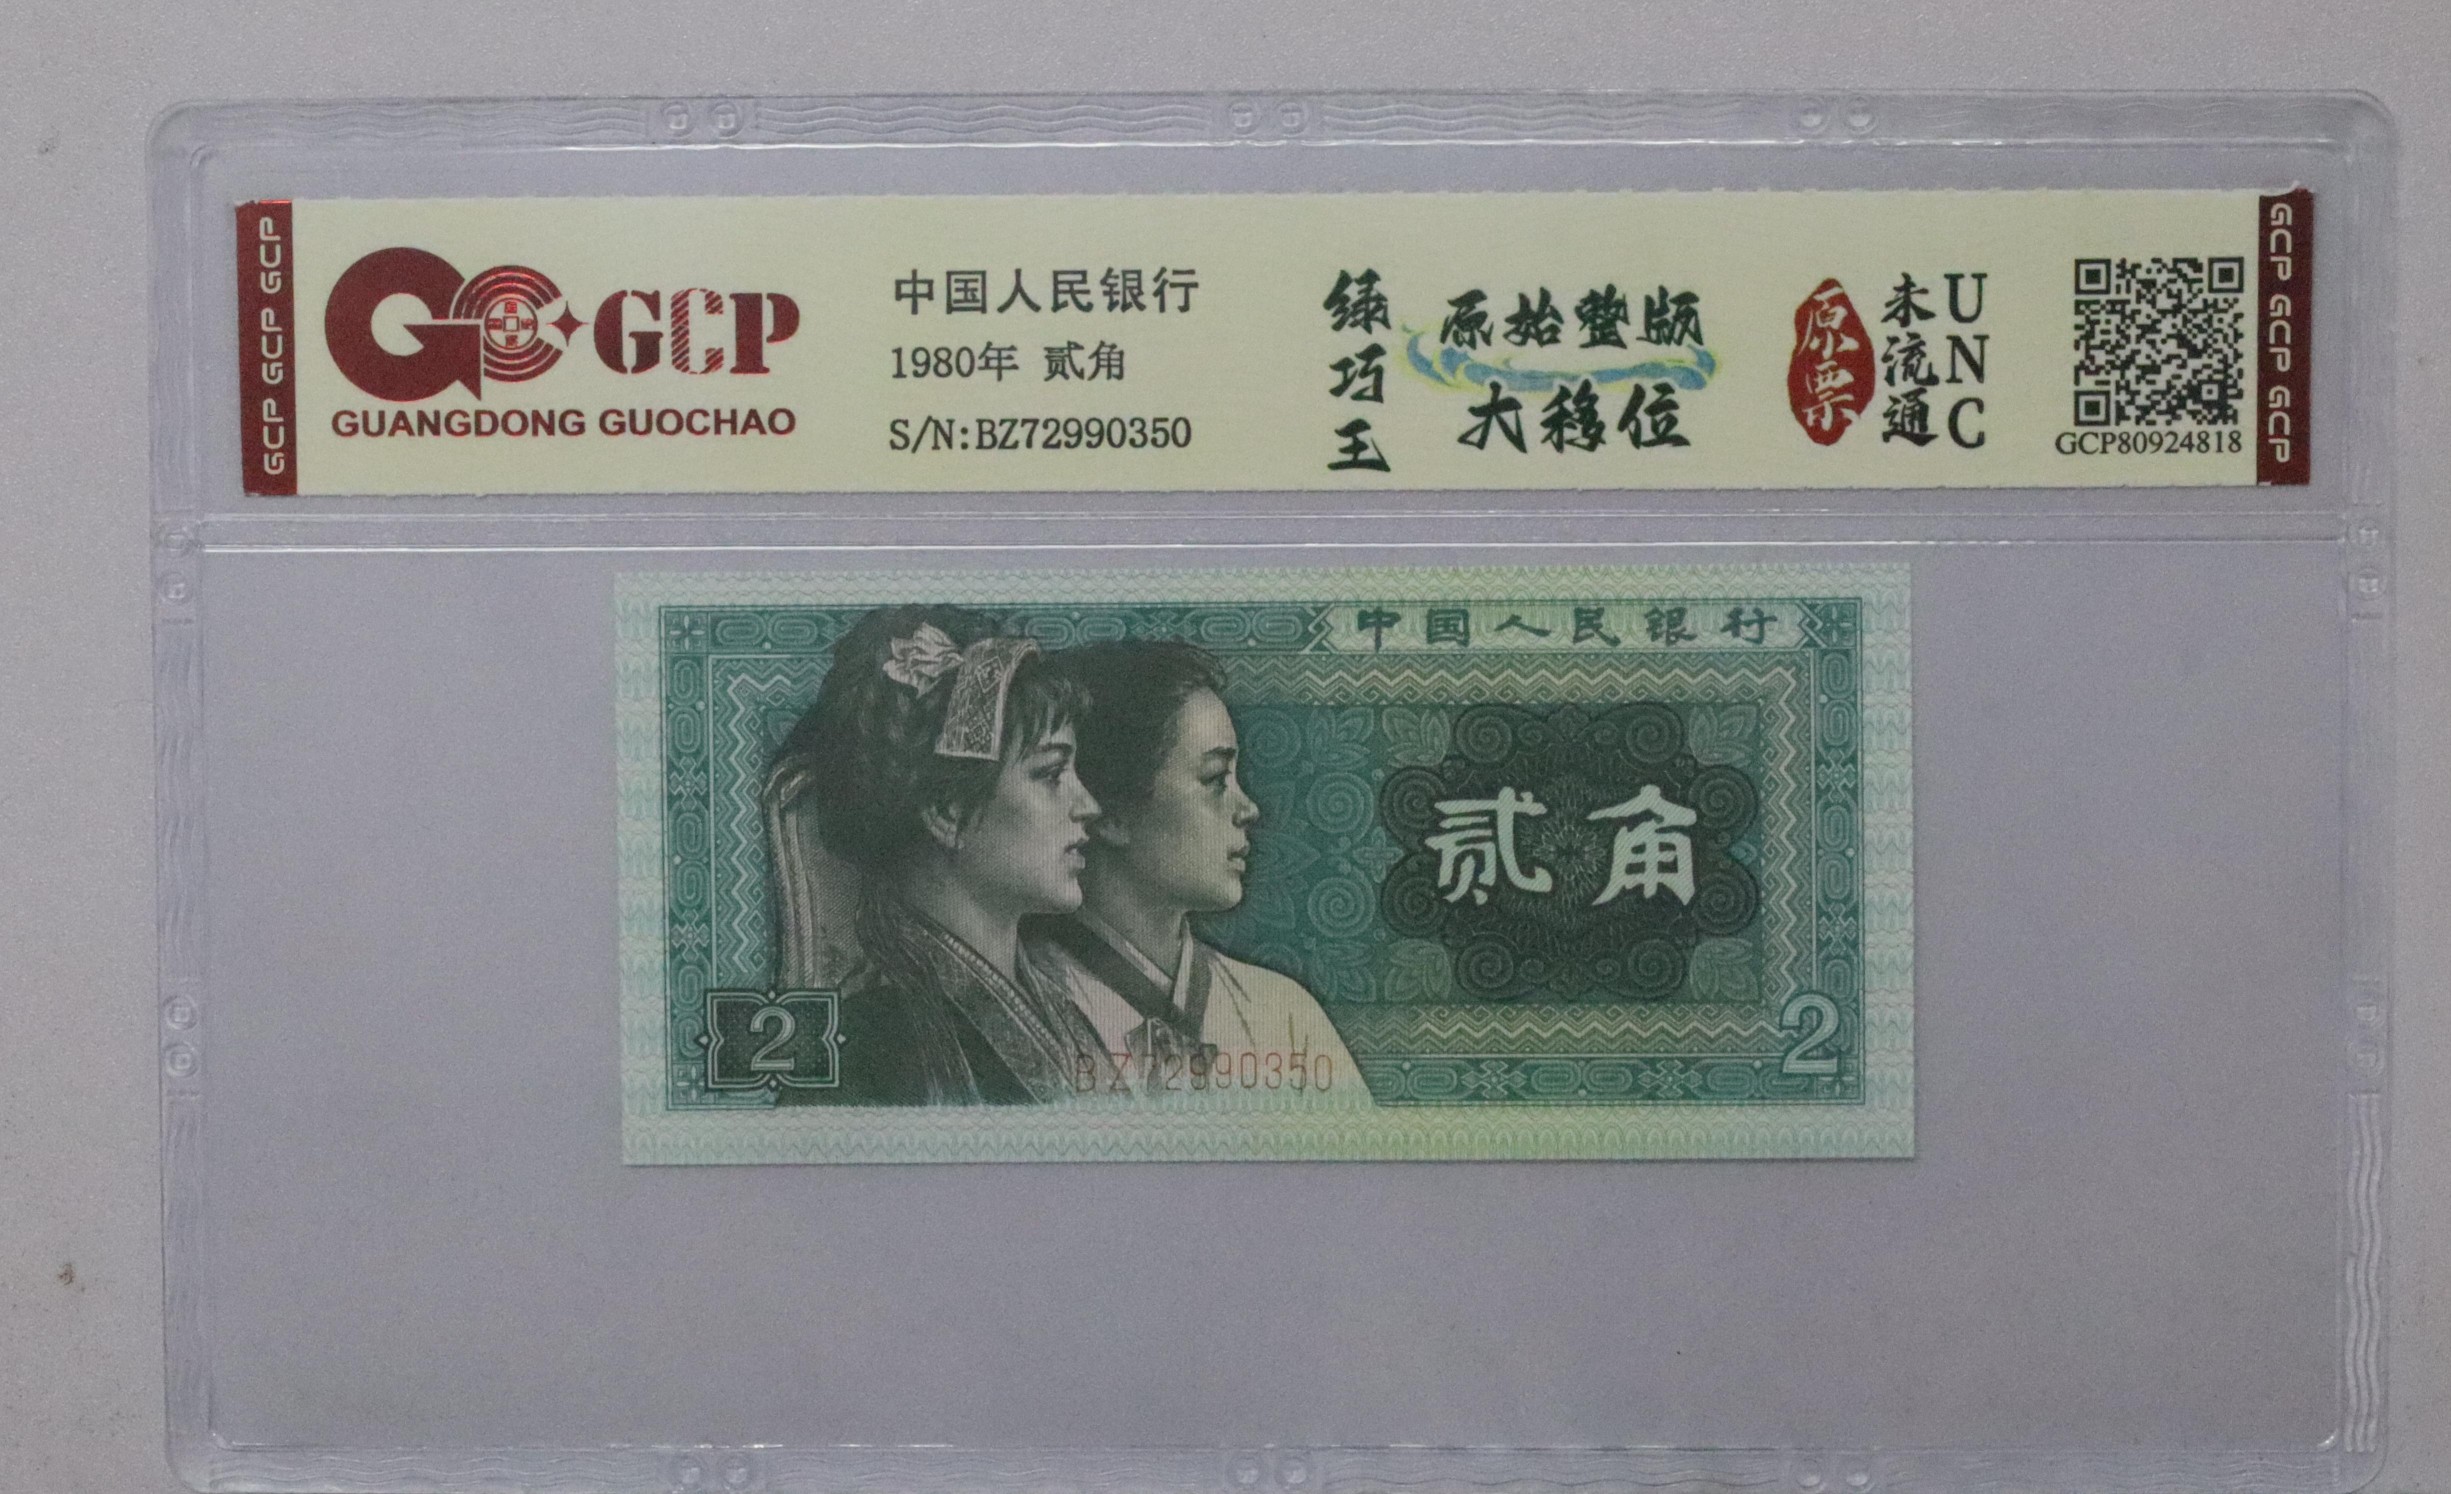 GCP GCP GCP
GCP
GUANGDONG GUOCHAO
中国人民银行
1980年 贰角
S/N:BZ72990350
绿巧王
原始整版
大移位
原票
未流通
UNC
GCP80924818
GCP GCP GCP
中国人民银行
贰角
2
2
BZ72990350